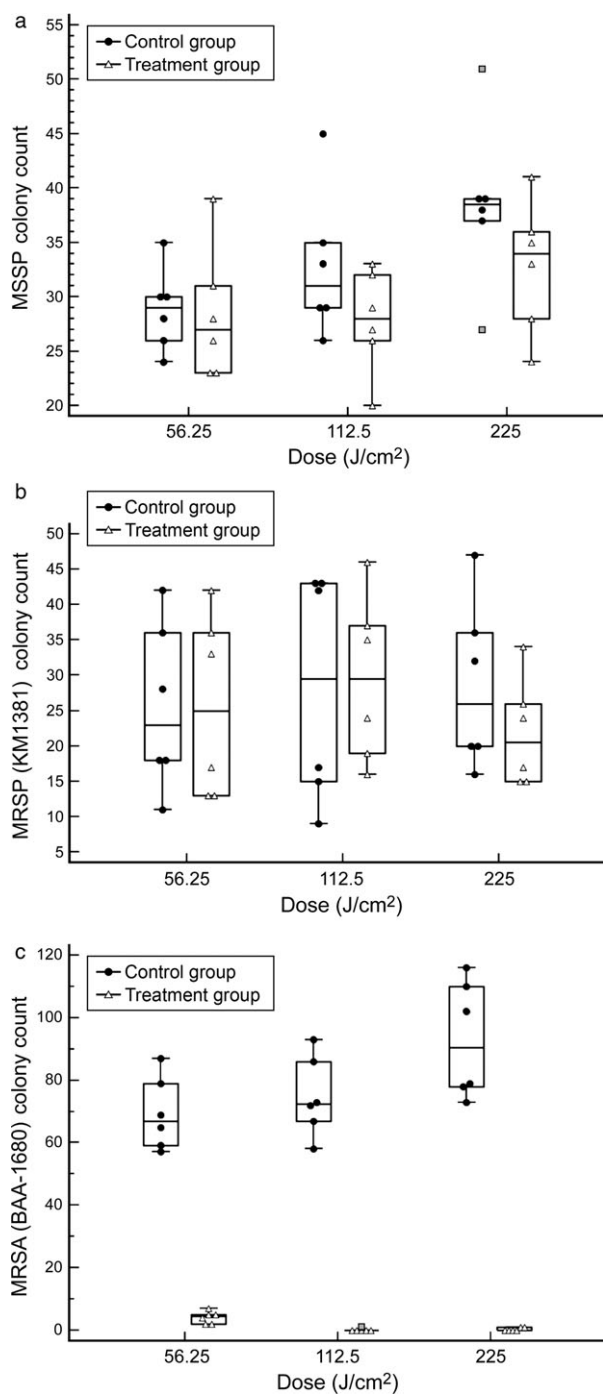 a
Control group
Treatment group
MSSP colony count
55
50
45
40
35
30
25
20
56.25 112.5 225
Dose (J/cm²)
b
Control group
Treatment group
MRSP (KM1381) colony count
50
45
40
35
30
25
20
15
10
5
56.25 112.5 225
Dose (J/cm²)
c
Control group
Treatment group
MRSA (BAA-1680) colony count
120
100
80
60
40
20
0
56.25 112.5 225
Dose (J/cm²)